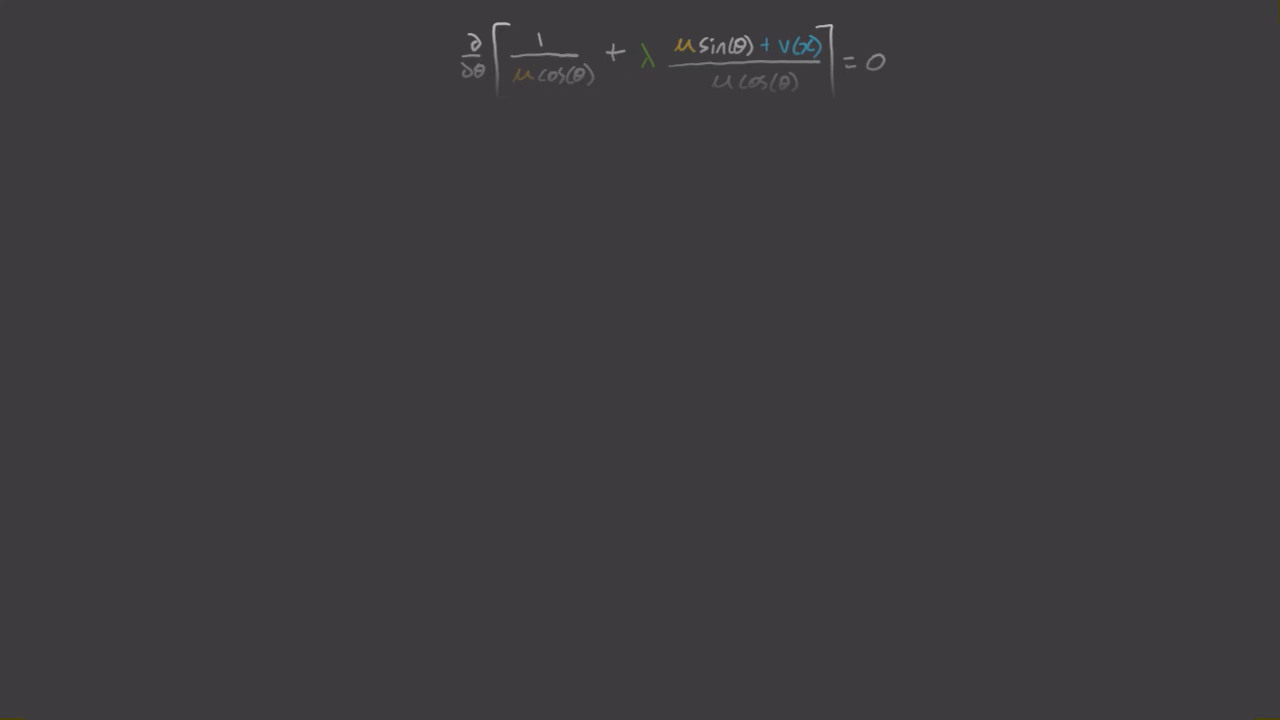 ∂/∂θ [ 1/(u cos(θ)) + λ (u sin(θ) + v(x))/(u cos(θ)) ] = 0